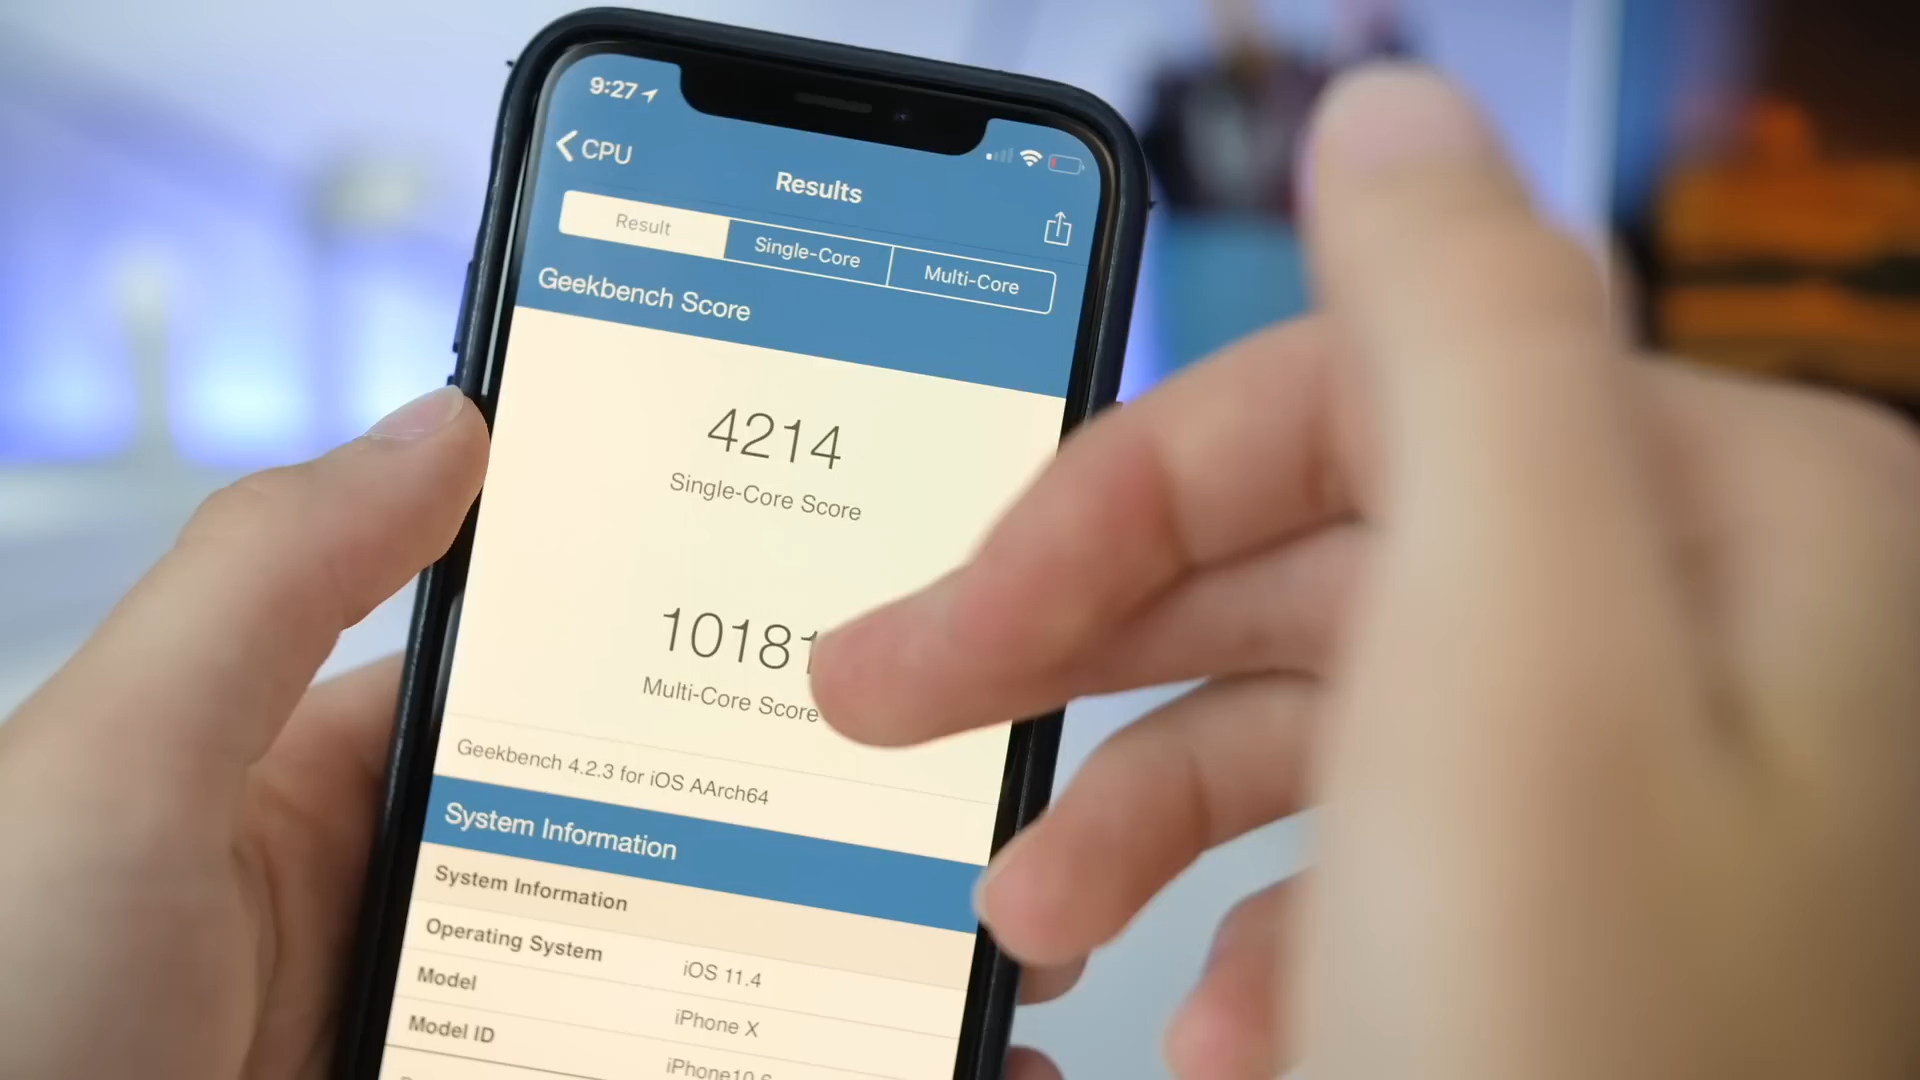 9:27
CPU
Results
Result
Single-Core
Multi-Core
Geekbench Score
4214
Single-Core Score
10181
Multi-Core Score
Geekbench 4.2.3 for iOS AArch64
System Information
System Information
Operating System
iOS 11.4
Model
iPhone X
Model ID